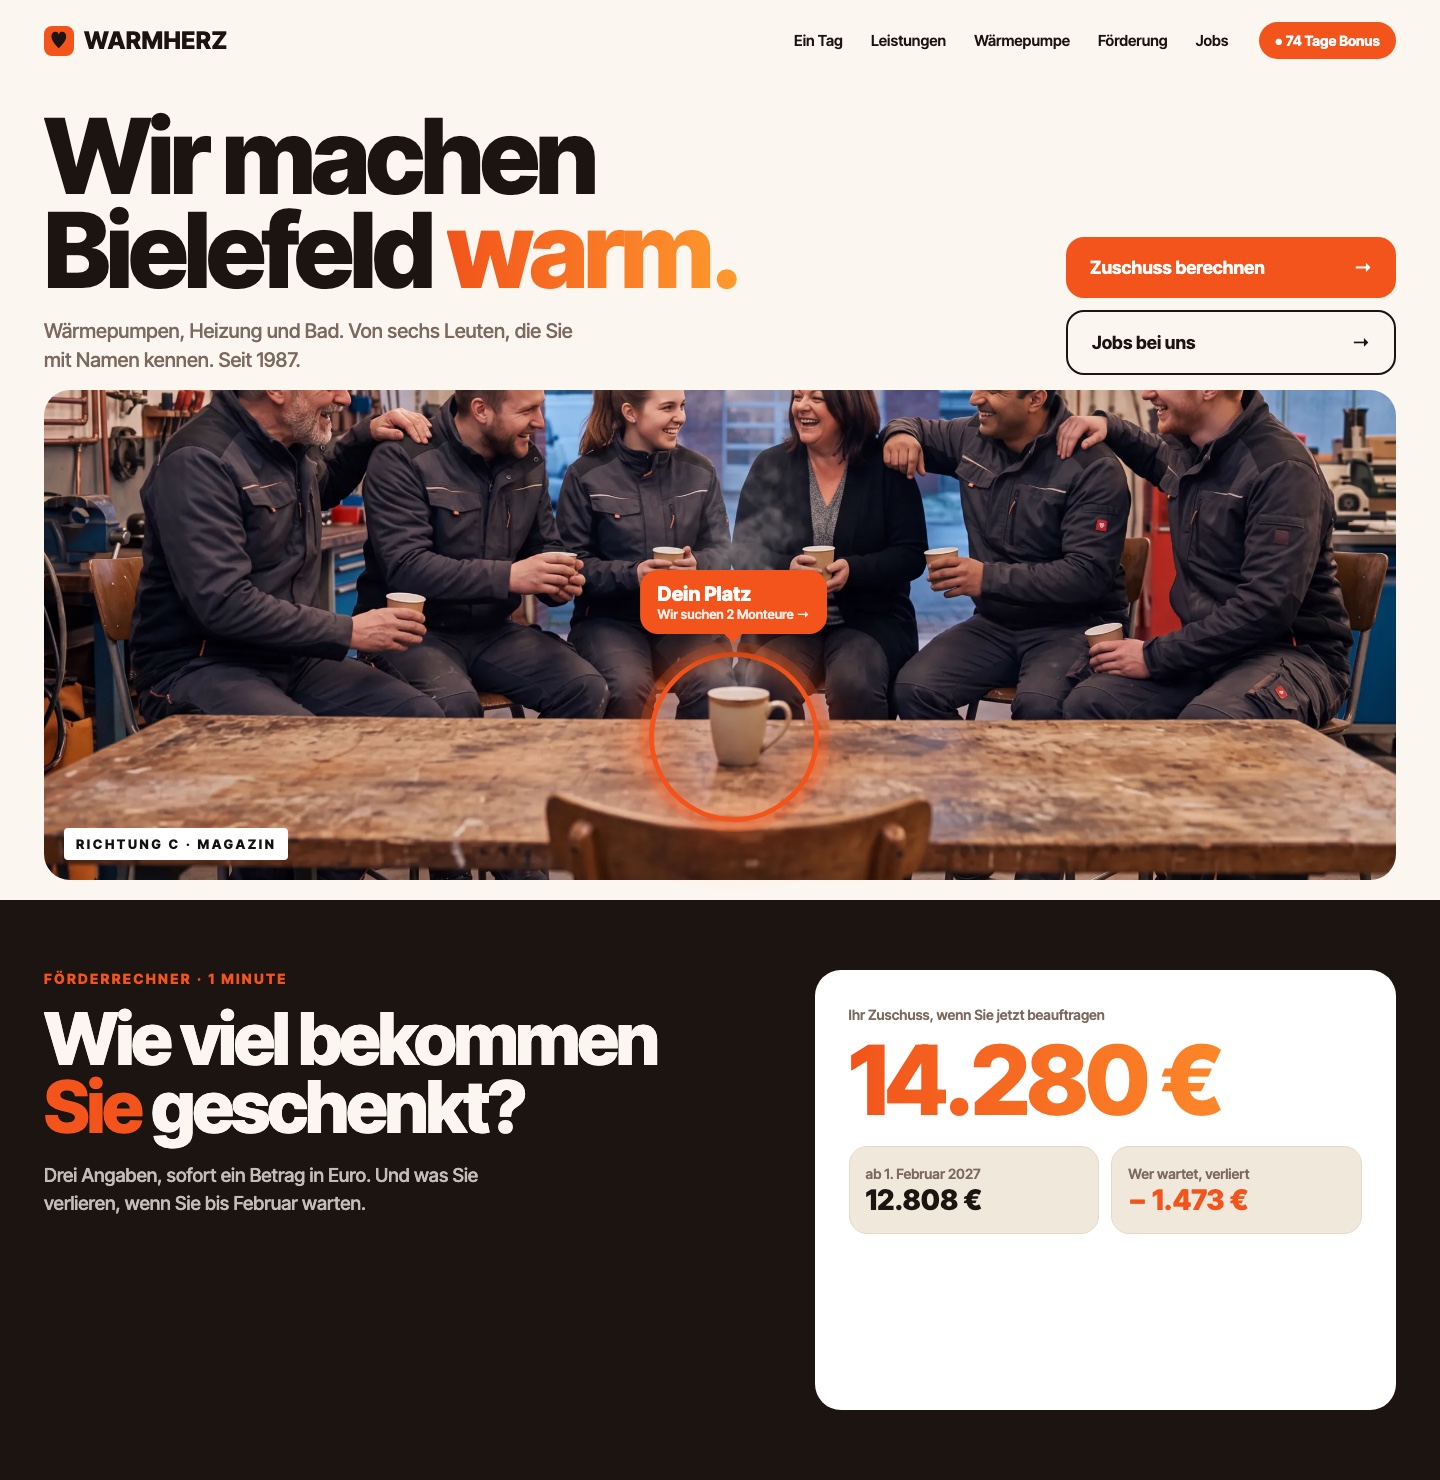 WARMHERZ
Ein Tag
Leistungen
Wärmepumpe
Förderung
Jobs
● 74 Tage Bonus
Wir machen
Bielefeld warm.
Wärmepumpen, Heizung und Bad. Von sechs Leuten, die Sie
mit Namen kennen. Seit 1987.
Zuschuss berechnen →
Jobs bei uns →
Dein Platz
Wir suchen 2 Monteure →
RICHTUNG C · MAGAZIN
FÖRDERRECHNER · 1 MINUTE
Wie viel bekommen
Sie geschenkt?
Drei Angaben, sofort ein Betrag in Euro. Und was Sie
verlieren, wenn Sie bis Februar warten.
Ihr Zuschuss, wenn Sie jetzt beauftragen
14.280 €
ab 1. Februar 2027
12.808 €
Wer wartet, verliert
– 1.473 €